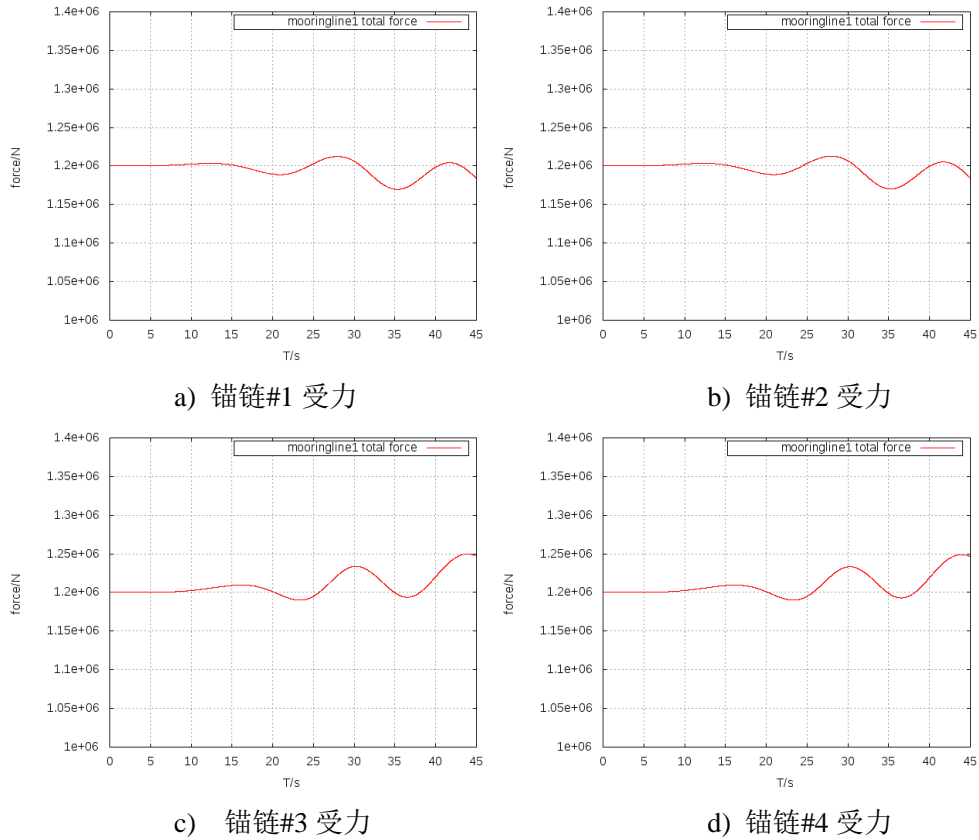 mooringline1 total force
1.4e+06
1.35e+06
1.3e+06
1.25e+06
1.2e+06
1.15e+06
1.1e+06
1.05e+06
1e+06
force/N
0 5 10 15 20 25 30 35 40 45
T/s
a) 锚链#1 受力
mooringline1 total force
1.4e+06
1.35e+06
1.3e+06
1.25e+06
1.2e+06
1.15e+06
1.1e+06
1.05e+06
1e+06
force/N
0 5 10 15 20 25 30 35 40 45
T/s
b) 锚链#2 受力
mooringline1 total force
1.4e+06
1.35e+06
1.3e+06
1.25e+06
1.2e+06
1.15e+06
1.1e+06
1.05e+06
1e+06
force/N
0 5 10 15 20 25 30 35 40 45
T/s
c) 锚链#3 受力
mooringline1 total force
1.4e+06
1.35e+06
1.3e+06
1.25e+06
1.2e+06
1.15e+06
1.1e+06
1.05e+06
1e+06
force/N
0 5 10 15 20 25 30 35 40 45
T/s
d) 锚链#4 受力